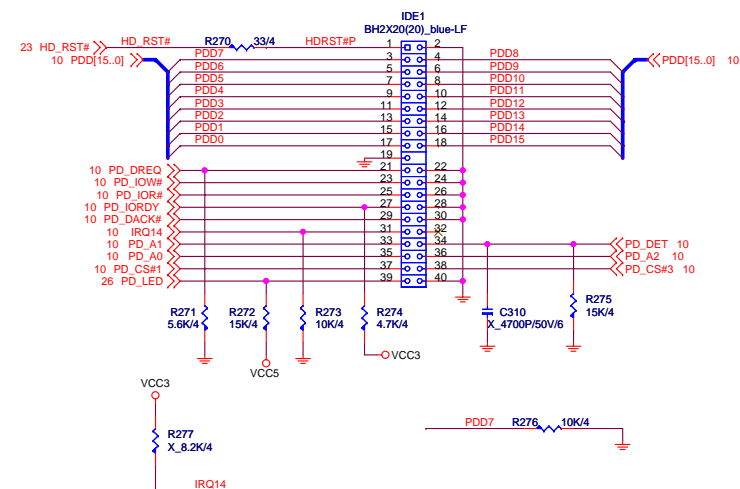 IDE1
BH2X20(20)_blue-LF
23 HD_RST# HD_RST# R270 33/4 HDRST#P 1 2
10 PDD[15..0] PDD7 3 4 PDD8 PDD[15..0] 10
PDD6 5 6 PDD9
PDD5 7 8 PDD10
PDD4 9 10 PDD11
PDD3 11 12 PDD12
PDD2 13 14 PDD13
PDD1 15 16 PDD14
PDD0 17 18 PDD15
19
10 PD_DREQ 21 22
10 PD_IOW# 23 24
10 PD_IOR# 25 26
10 PD_IORDY 27 28
10 PD_DACK# 29 30
10 IRQ14 31 32
10 PD_A1 33 34 PD_DET 10
10 PD_A0 35 36 PD_A2 10
10 PD_CS#1 37 38 PD_CS#3 10
26 PD_LED 39 40
R271 R272 R273 R274 C310 R275
5.6K/4 15K/4 10K/4 4.7K/4 X_4700P/50V/6 15K/4
VCC3
VCC5
VCC3
PDD7 R276 10K/4
R277
X_8.2K/4
IRQ14